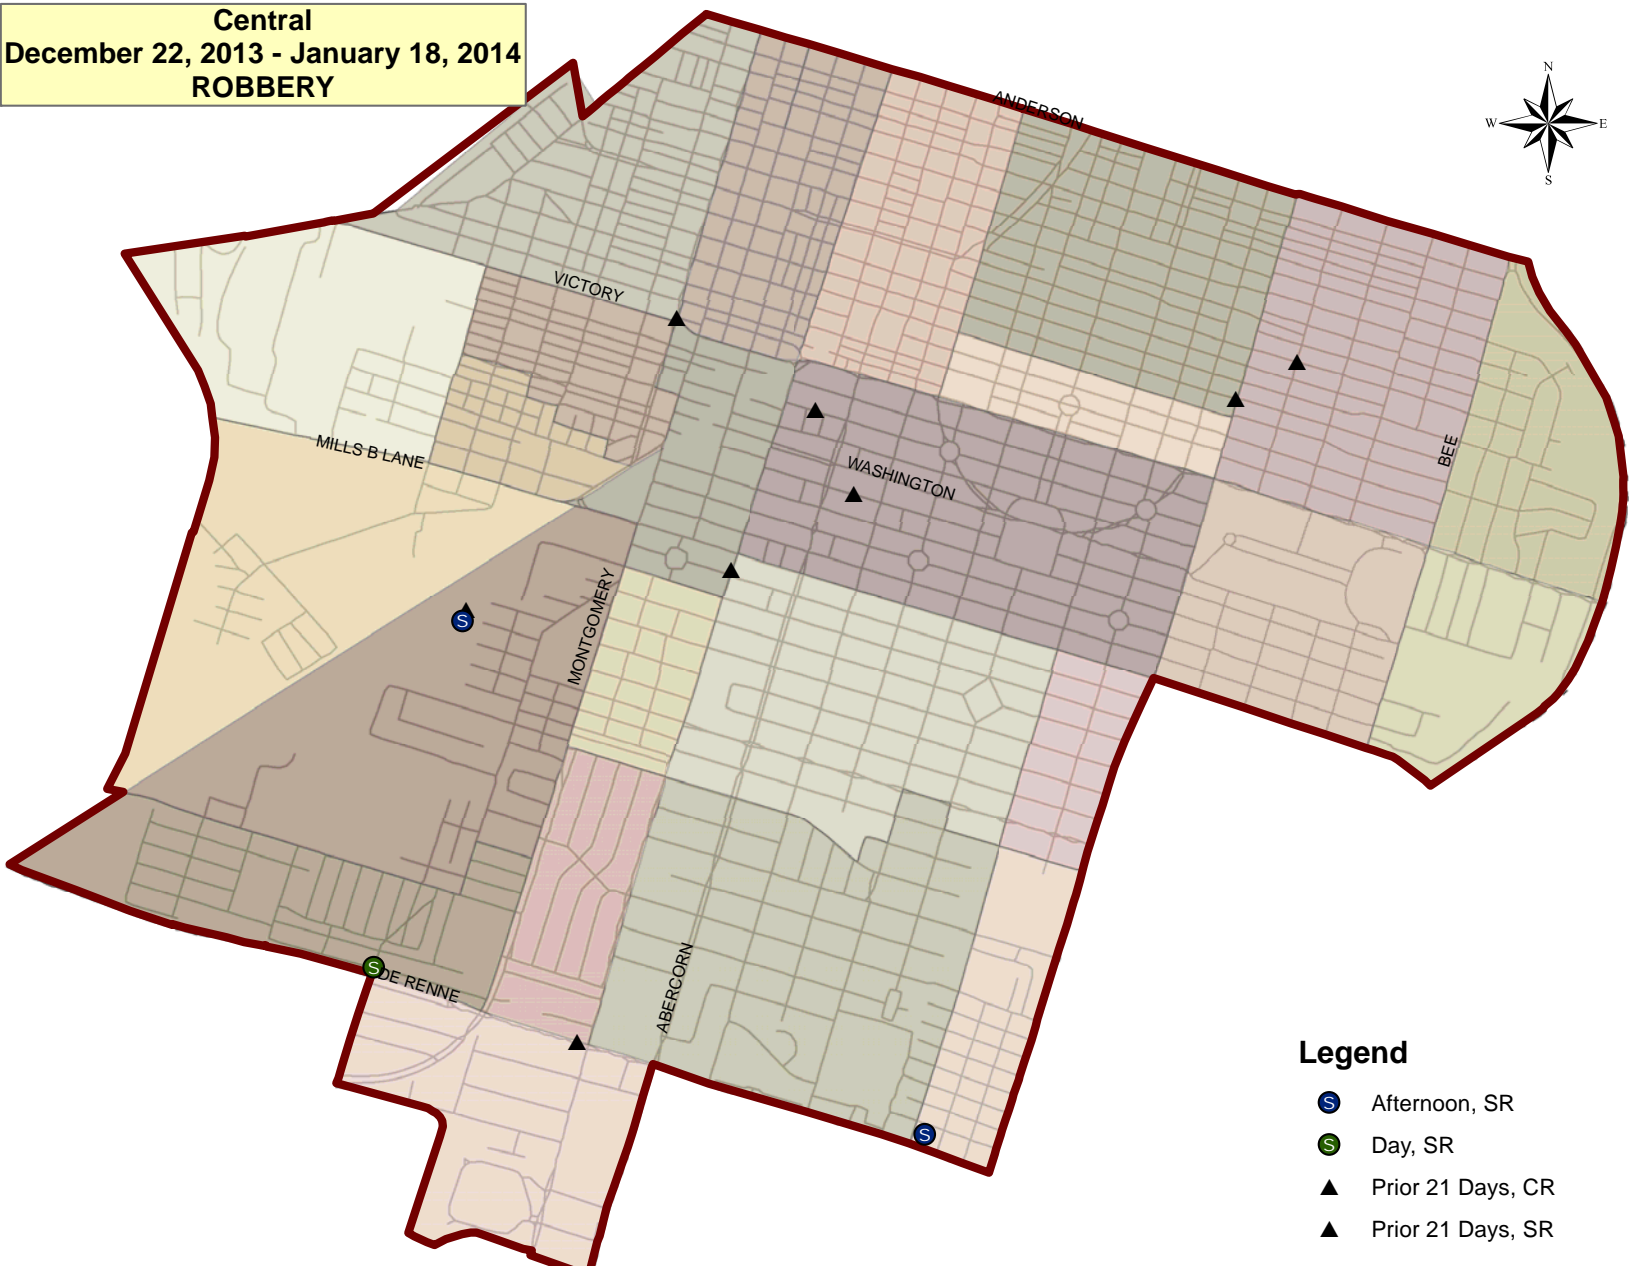 Central
December 22, 2013 - January 18, 2014
ROBBERY
N
W
E
S
ANDERSON
VICTORY
BEE
MILLS B LANE
WASHINGTON
MONTGOMERY
S
S
DE RENNE
ABERCORN
S
Legend
S Afternoon, SR
S Day, SR
Prior 21 Days, CR
Prior 21 Days, SR